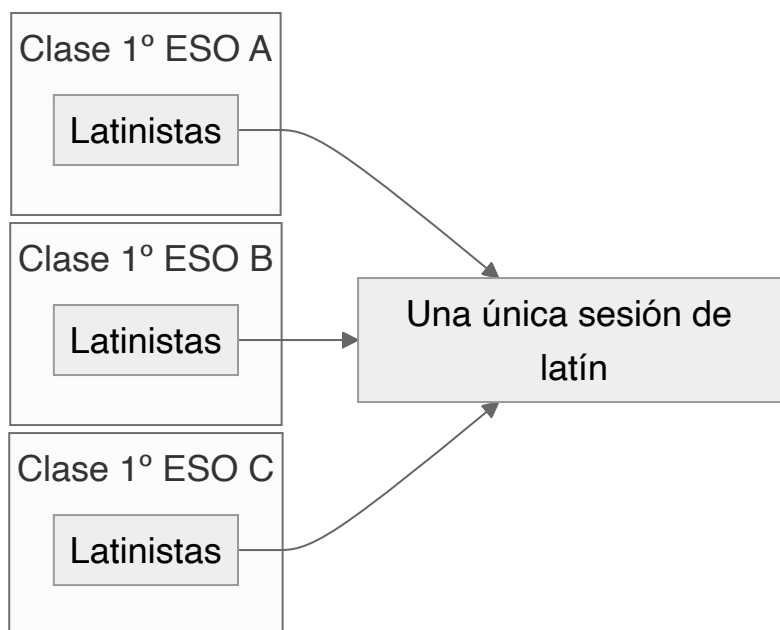 Clase 1º ESO A
Latinistas
Clase 1º ESO B
Latinistas
Clase 1º ESO C
Latinistas
Una única sesión de
latín